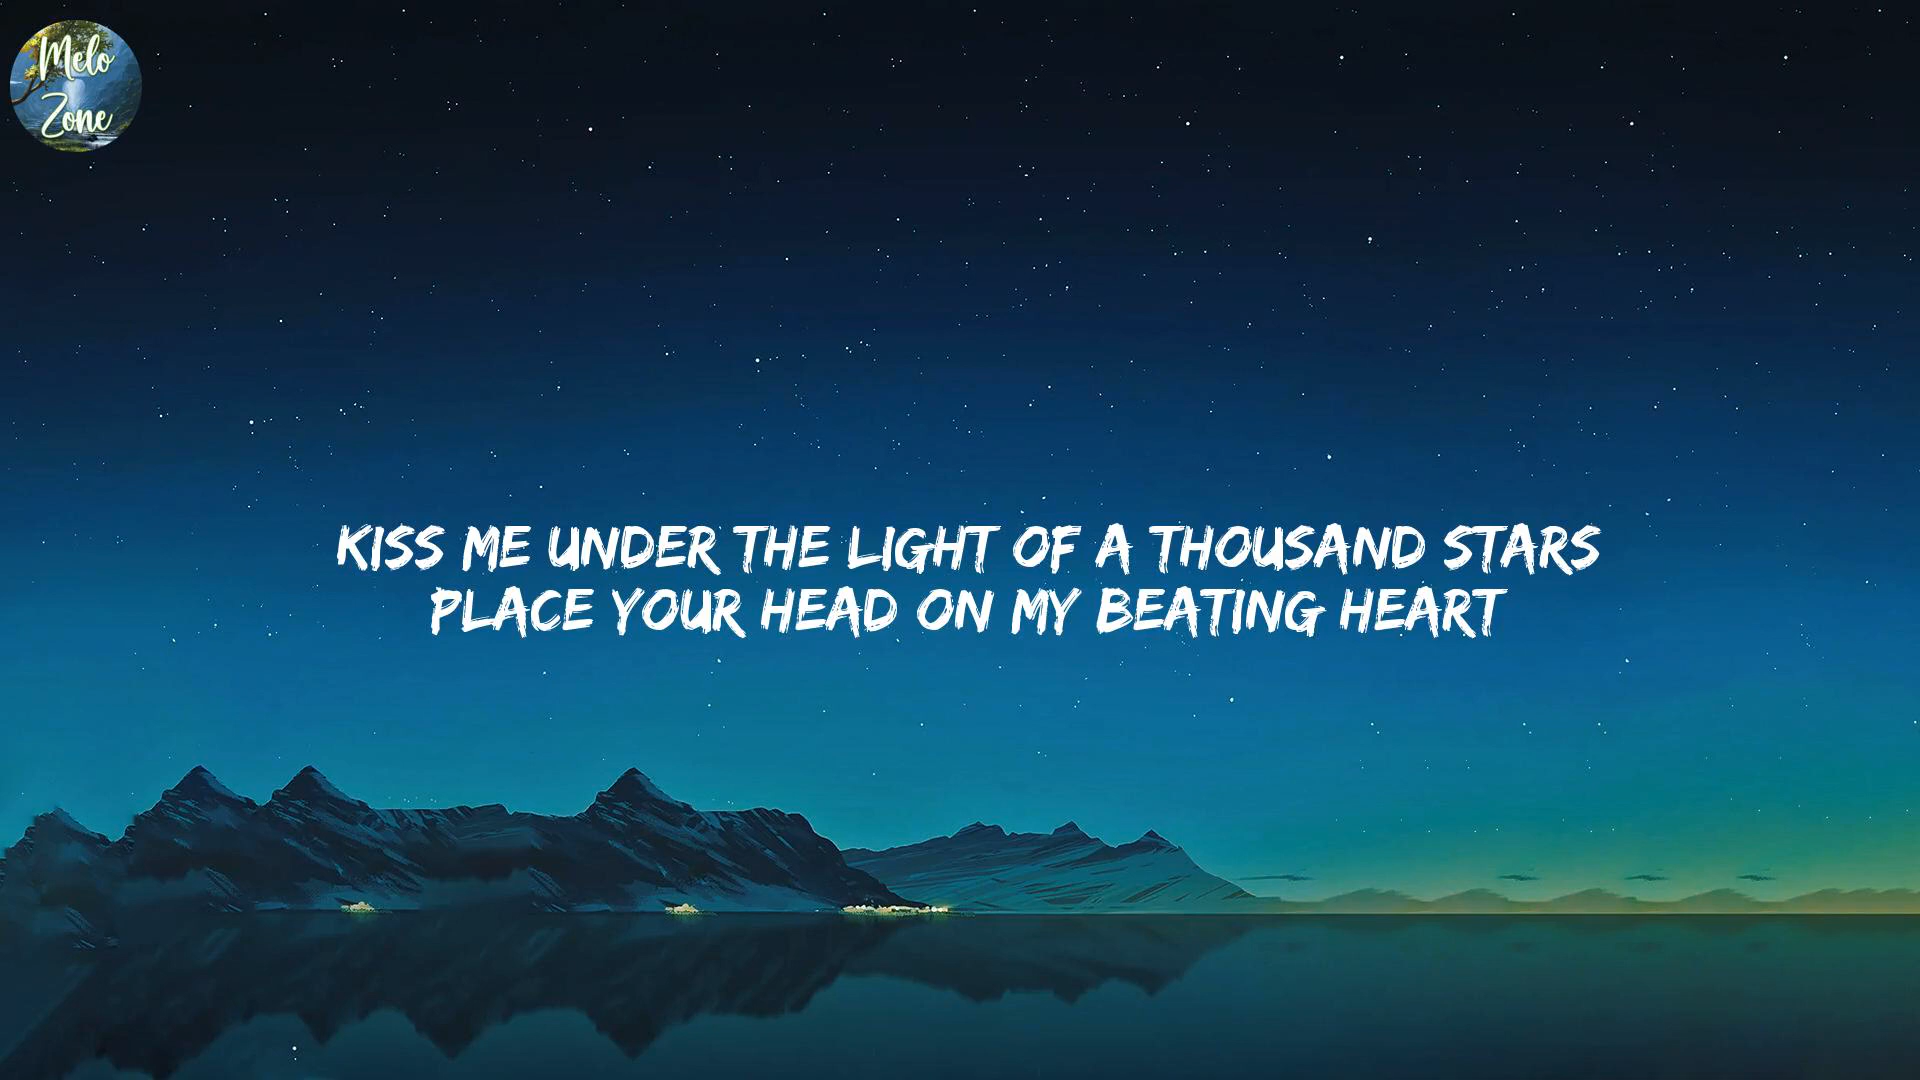 Melo
Zone
KISS ME UNDER THE LIGHT OF A THOUSAND STARS
PLACE YOUR HEAD ON MY BEATING HEART